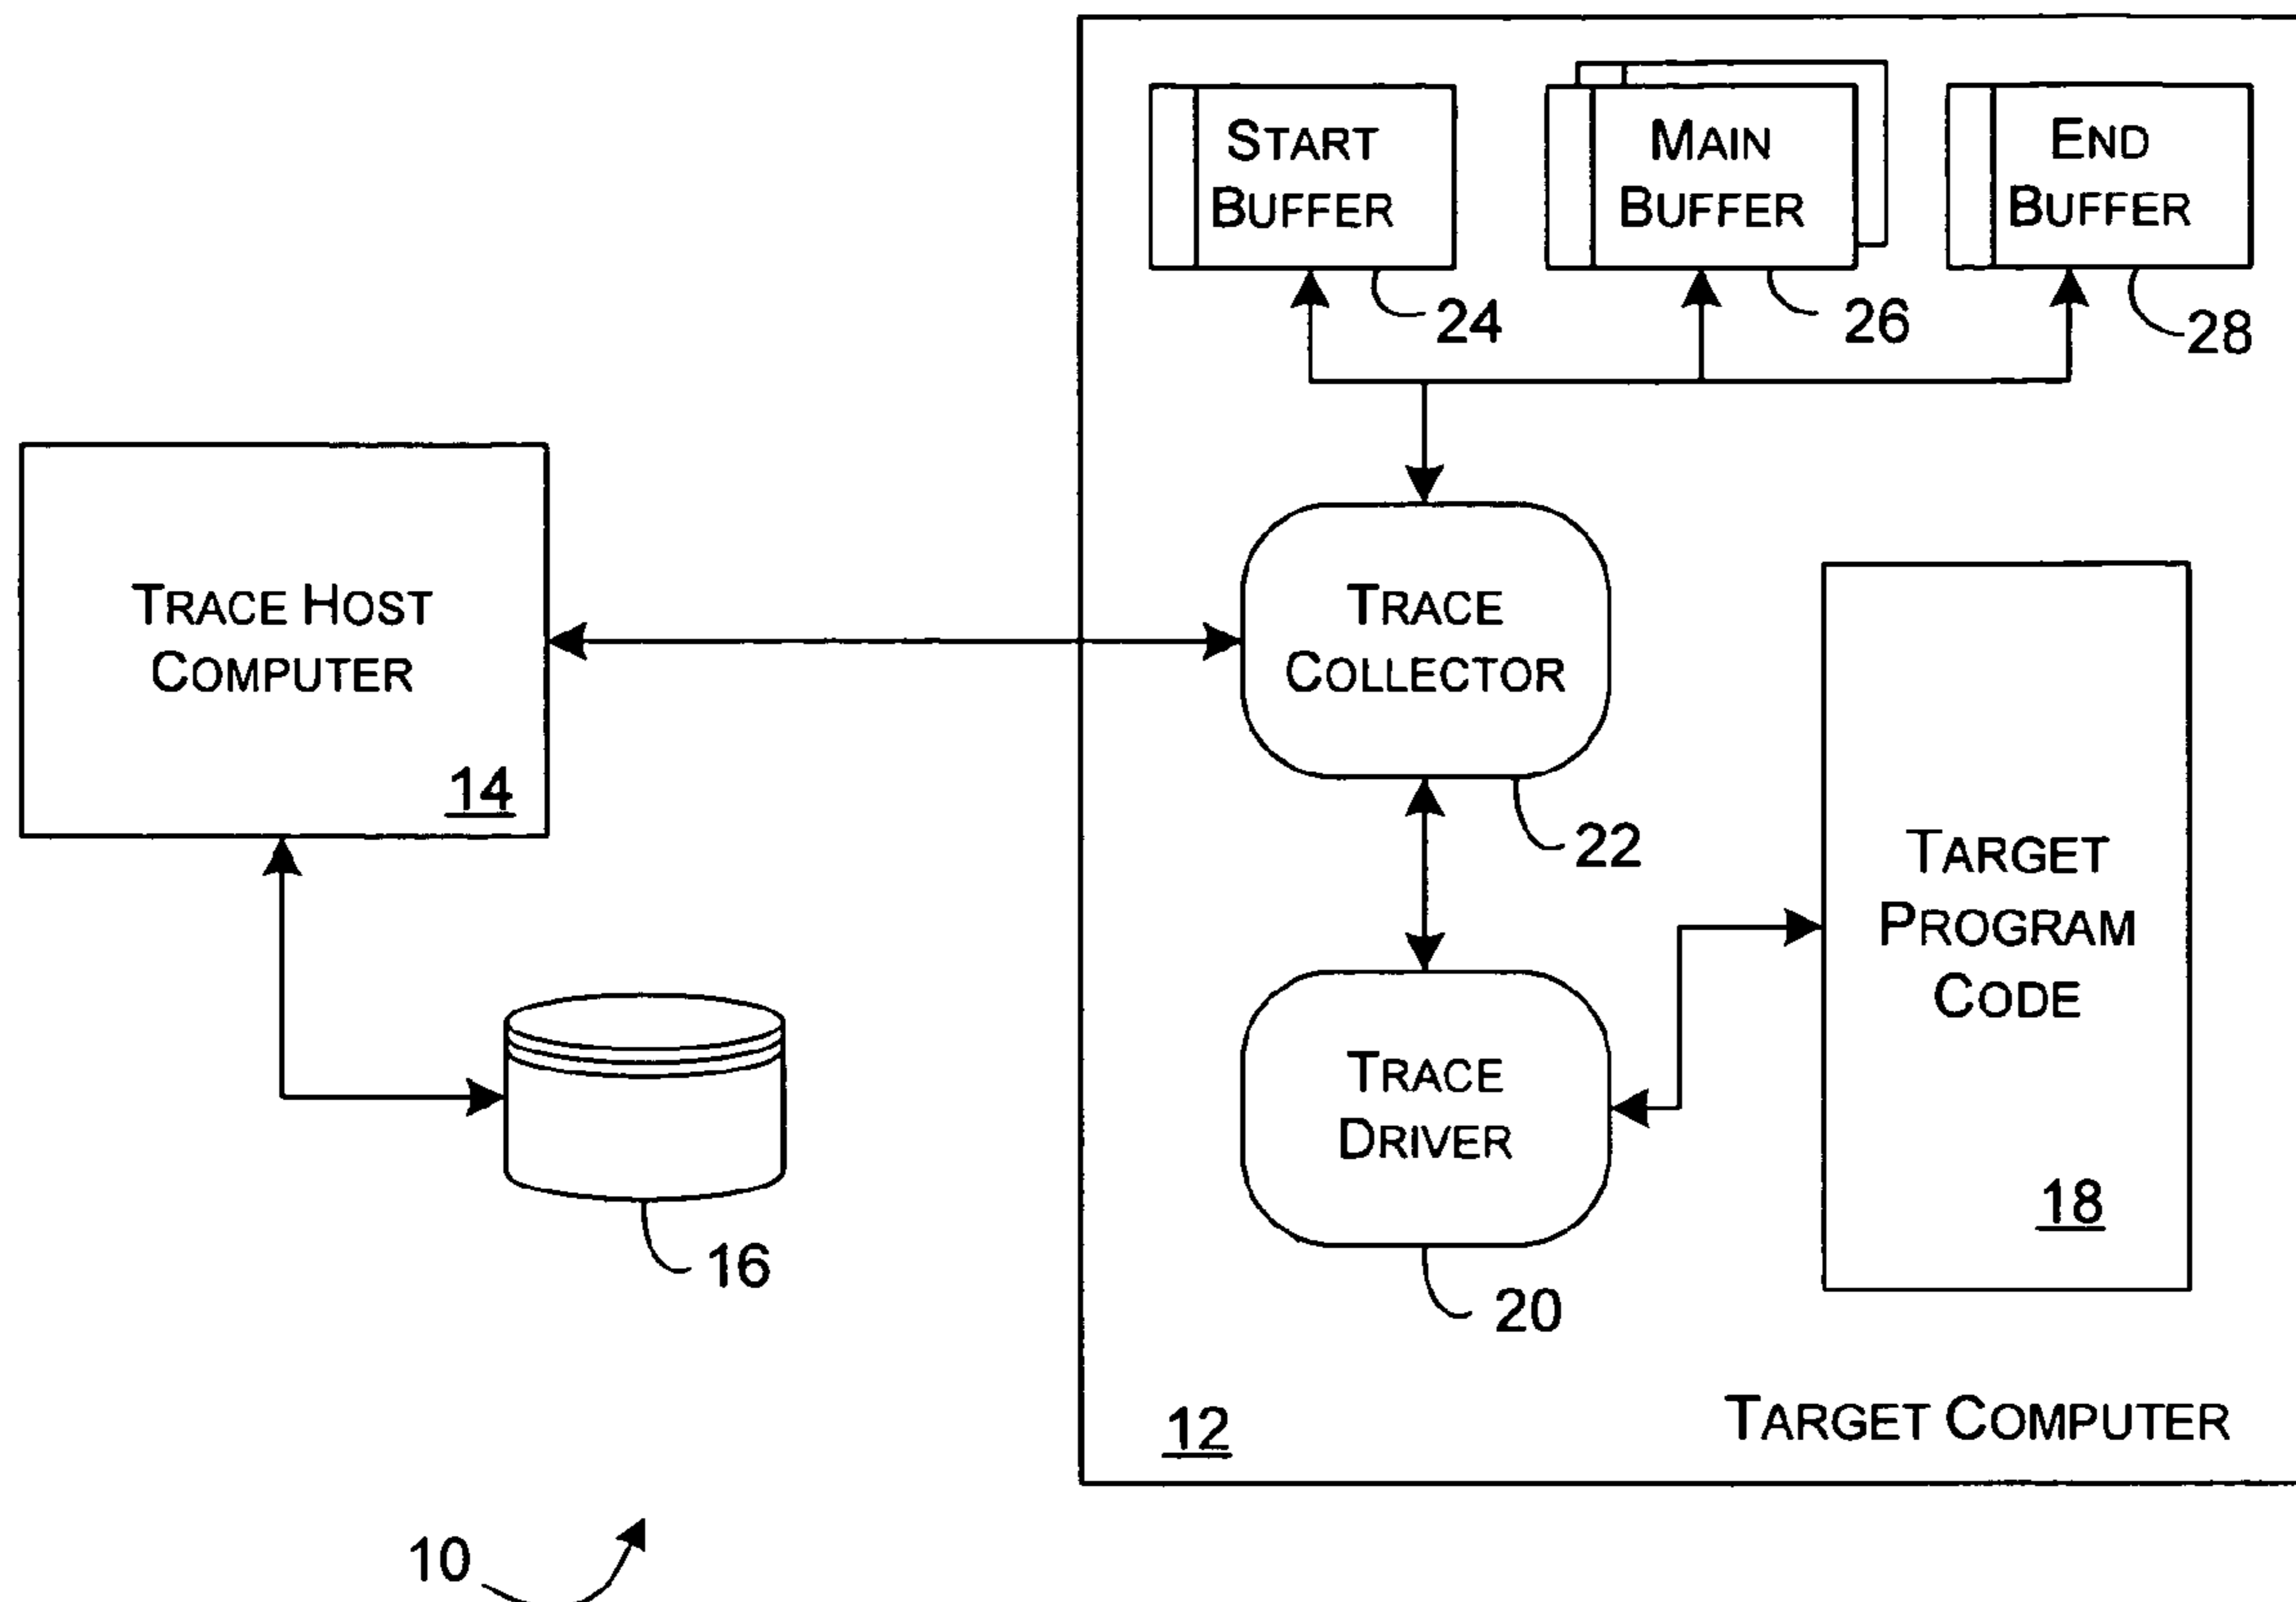 START
BUFFER
24
MAIN
BUFFER
26
END
BUFFER
28
TRACE HOST
COMPUTER
14
TRACE
COLLECTOR
22
TARGET
PROGRAM
CODE
18
TRACE
DRIVER
20
16
12
TARGET COMPUTER
10